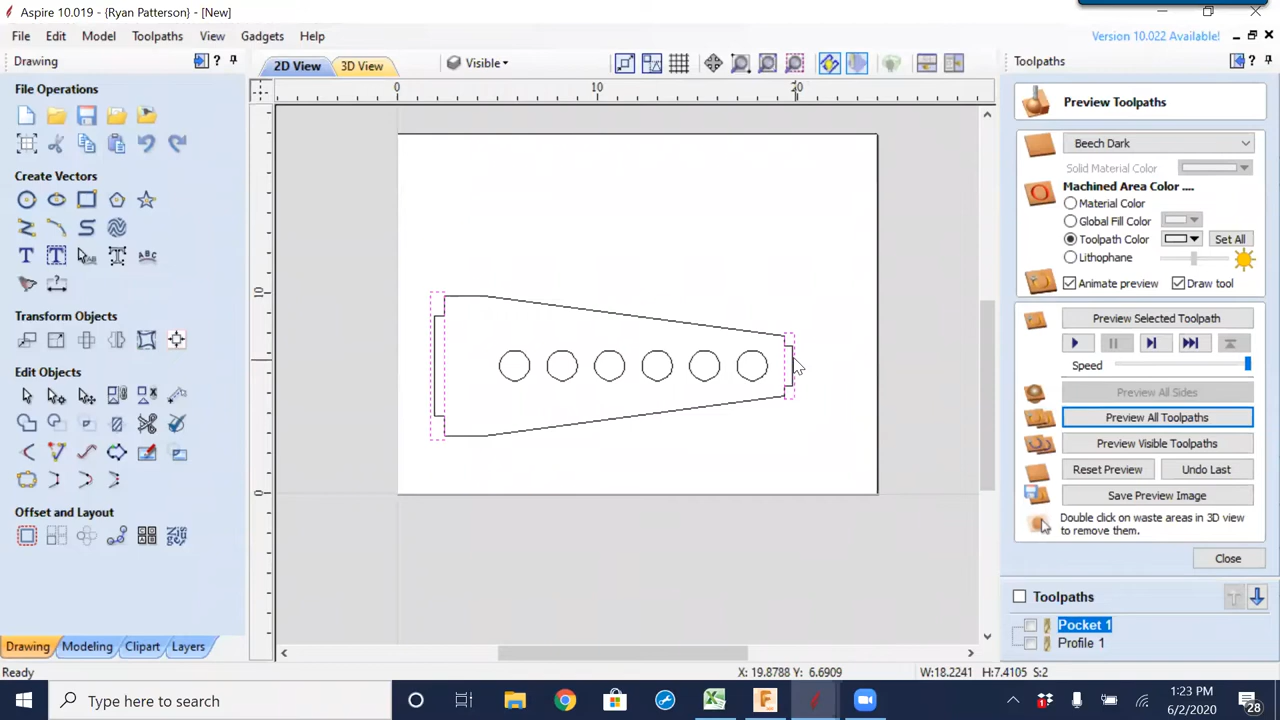 Aspire 10.019 - {Ryan Patterson} - [New]
File Edit Model Toolpaths View Gadgets Help
Version 10.022 Available!
Drawing
File Operations
Create Vectors
Transform Objects
Edit Objects
Offset and Layout
Drawing Modeling Clipart Layers
Ready
2D View 3D View Visible
0 10 20
10
0
X: 19.8788 Y: 6.6909 W:18.2241 H:7.4105 S:2
Toolpaths
Preview Toolpaths
Beech Dark
Solid Material Color
Machined Area Color ....
Material Color
Global Fill Color
Toolpath Color Set All
Lithophane
Animate preview Draw tool
Preview Selected Toolpath
Speed
Preview All Sides
Preview All Toolpaths
Preview Visible Toolpaths
Reset Preview Undo Last
Save Preview Image
Double click on waste areas in 3D view
to remove them.
Close
Toolpaths
Pocket 1
Profile 1
Type here to search
1:23 PM
6/2/2020
28